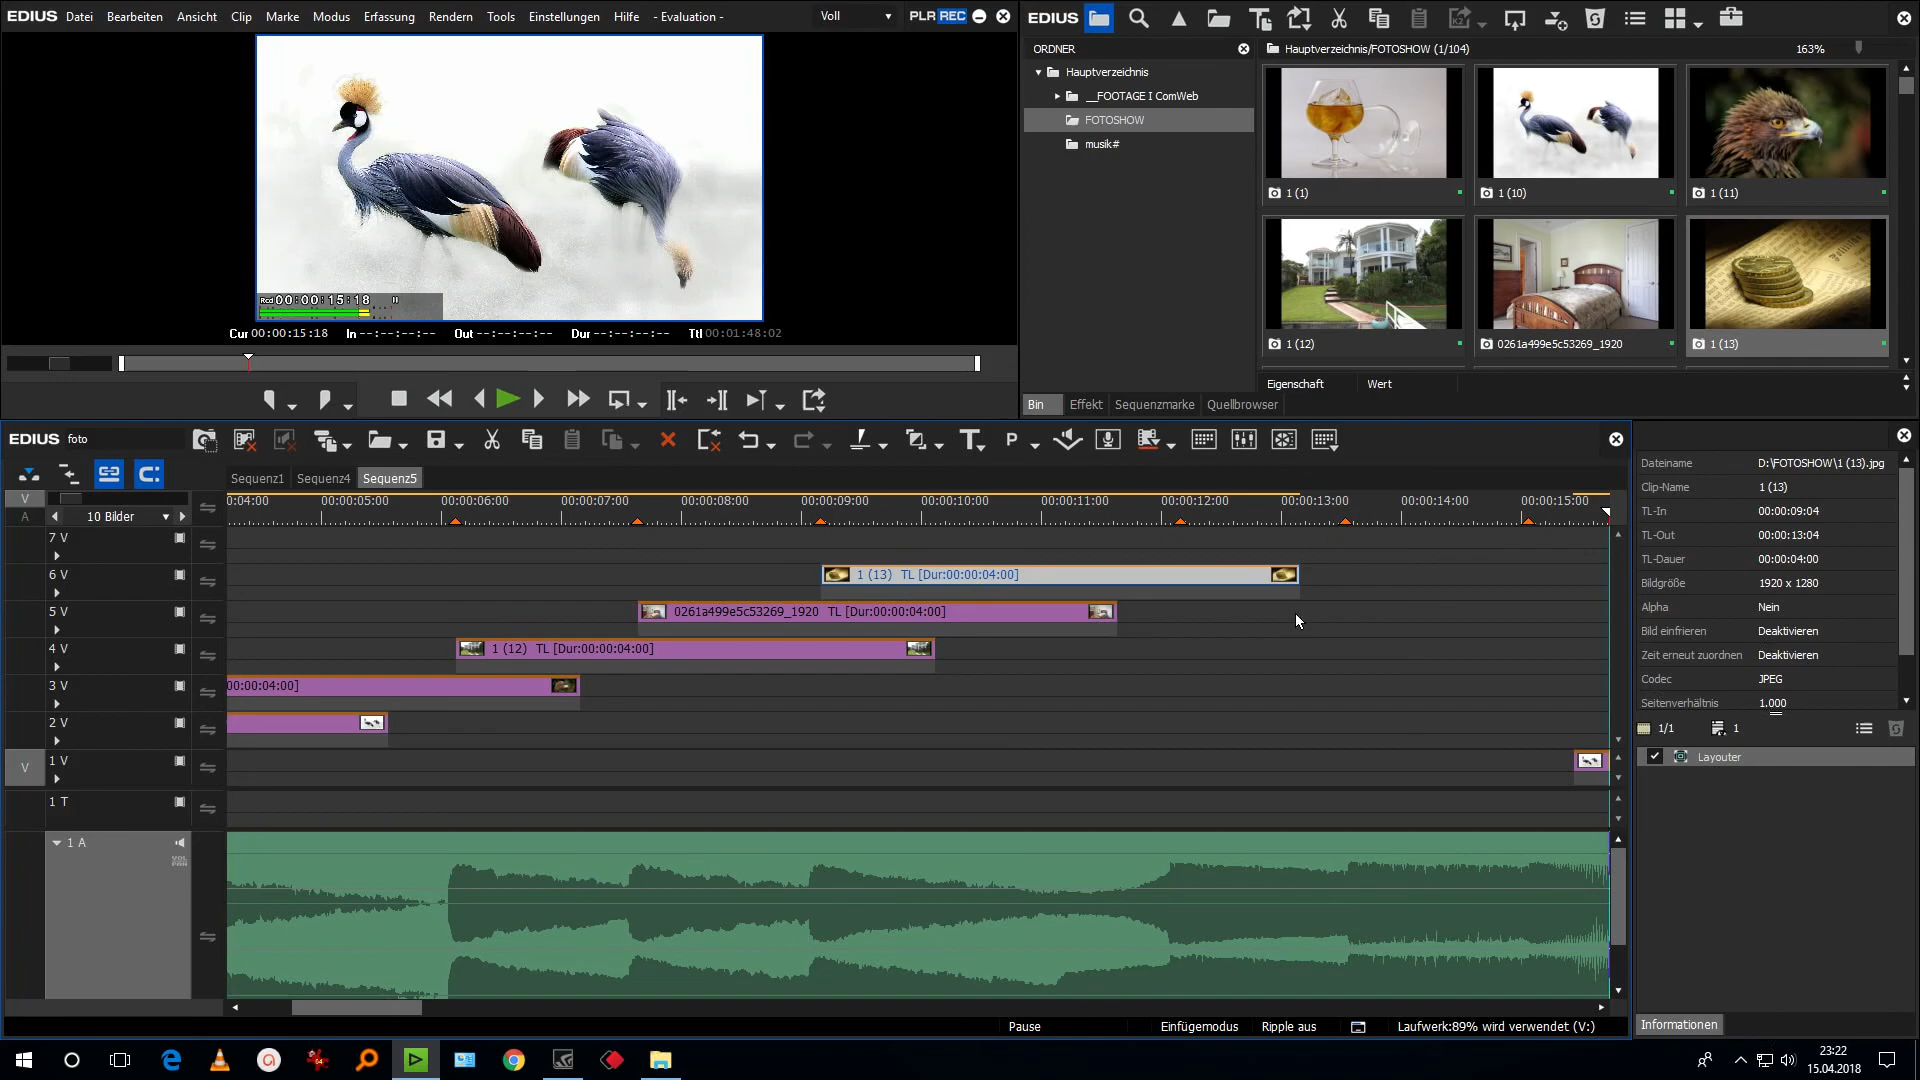 EDIUS Datei Bearbeiten Ansicht Clip Marke Modus Erfassung Rendern Tools Einstellungen Hilfe - Evaluation - Voll PLR REC
Rcd 00:00:15:18
Cur 00:00:15:18 In --:--:--:-- Out --:--:--:-- Dur --:--:--:-- Ttl 00:01:48:02
EDIUS
ORDNER
Hauptverzeichnis
__FOOTAGE I ComWeb
FOTOSHOW
musik#
Hauptverzeichnis/FOTOSHOW (1/104) 163%
1 (1)
1 (10)
1 (11)
1 (12)
0261a499e5c53269_1920
1 (13)
Eigenschaft Wert
Bin Effekt Sequenzmarke Quellbrowser
EDIUS foto
Sequenz1 Sequenz4 Sequenz5
V
A
10 Bilder
0:04:00 00:00:05:00 00:00:06:00 00:00:07:00 00:00:08:00 00:00:09:00 00:00:10:00 00:00:11:00 00:00:12:00 00:00:13:00 00:00:14:00 00:00:15:00
7 V
6 V
1 (13) TL [Dur:00:00:04:00]
5 V
0261a499e5c53269_1920 TL [Dur:00:00:04:00]
4 V
1 (12) TL [Dur:00:00:04:00]
3 V
00:00:04:00]
2 V
V
1 V
1 T
1 A
VOL
PAN
Dateiname D:\FOTOSHOW\1 (13).jpg
Clip-Name 1 (13)
TL-In 00:00:09:04
TL-Out 00:00:13:04
TL-Dauer 00:00:04:00
Bildgröße 1920 x 1280
Alpha Nein
Bild einfrieren Deaktivieren
Zeit erneut zuordnen Deaktivieren
Codec JPEG
Seitenverhältnis 1.000
1/1 1
Layouter
Informationen
Pause Einfügemodus Ripple aus Laufwerk:89% wird verwendet (V:)
23:22
15.04.2018